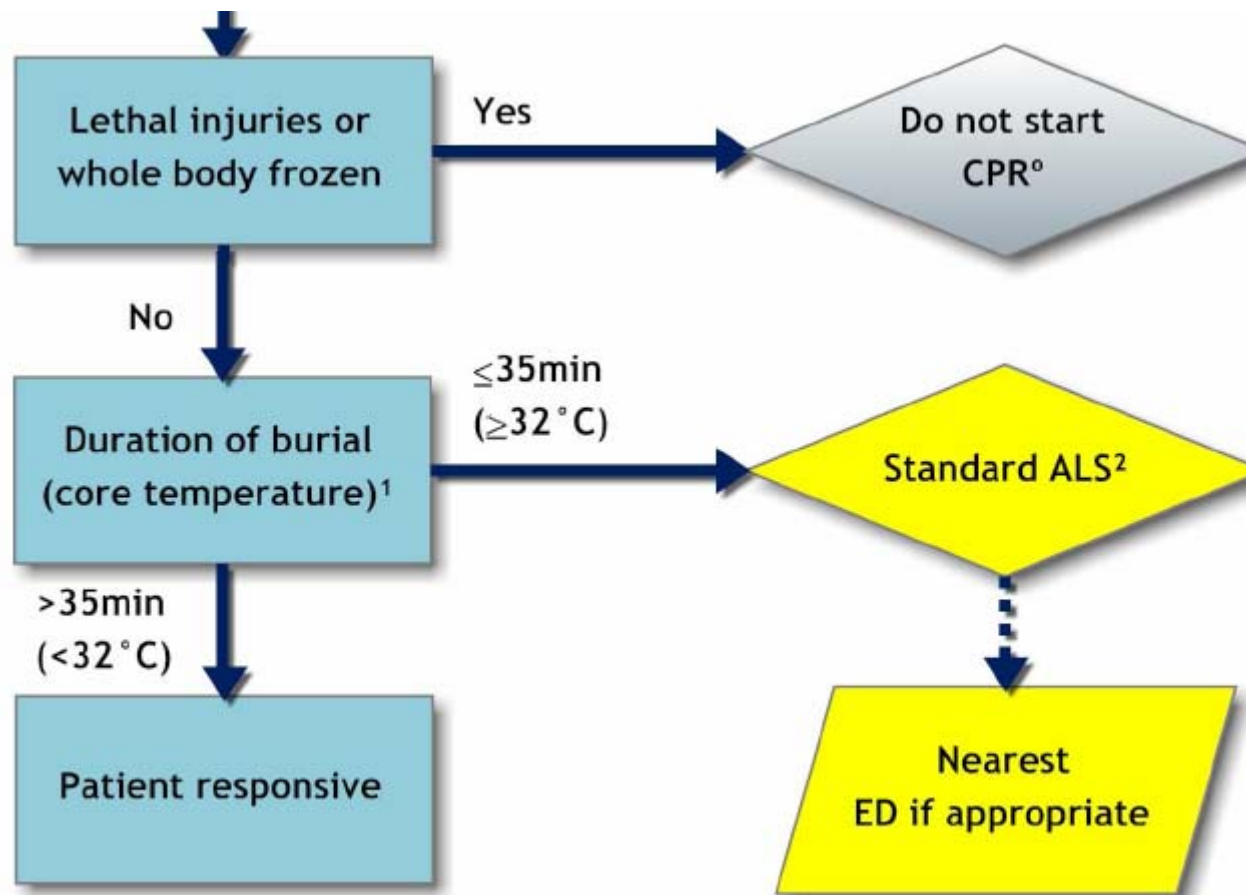 Lethal injuries or
whole body frozen
Yes
Do not start
CPRº
No
Duration of burial
(core temperature)¹
≤35min
(≥32°C)
Standard ALS²
>35min
(<32°C)
Patient responsive
Nearest
ED if appropriate